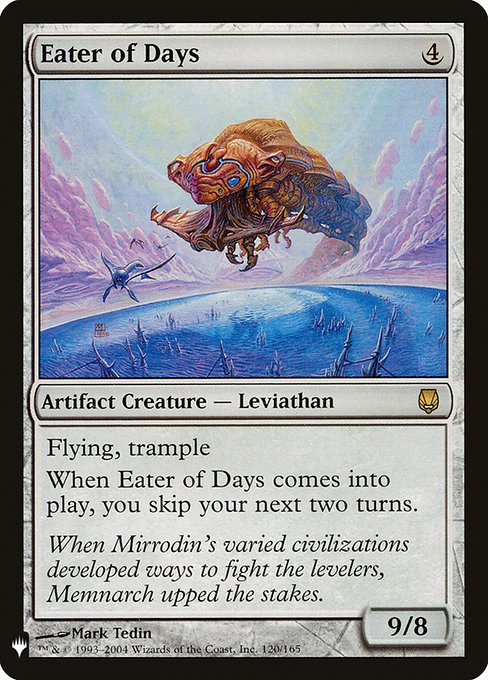 Eater of Days 4
Artifact Creature — Leviathan
Flying, trample
When Eater of Days comes into
play, you skip your next two turns.
When Mirrodin's varied civilizations
developed ways to fight the levelers,
Memnarch upped the stakes.
Mark Tedin
9/8
™ & © 1993–2004 Wizards of the Coast, Inc. 120/165